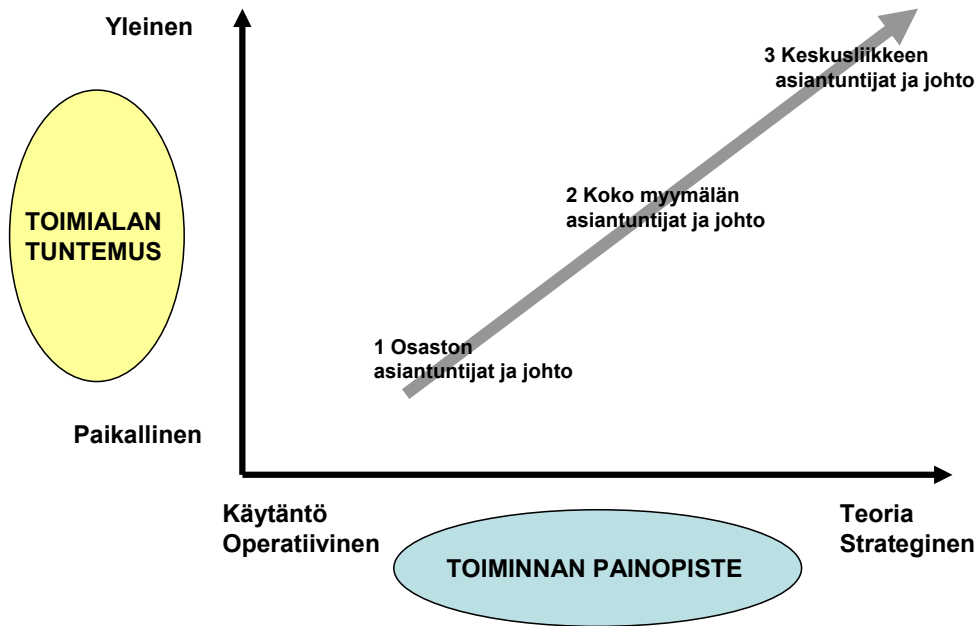 Yleinen
3 Keskusliikkeen
asiantuntijat ja johto
TOIMIALAN
TUNTEMUS
2 Koko myymälän
asiantuntijat ja johto
1 Osaston
asiantuntijat ja johto
Paikallinen
Käytäntö
Operatiivinen
Teoria
Strateginen
TOIMINNAN PAINOPISTE